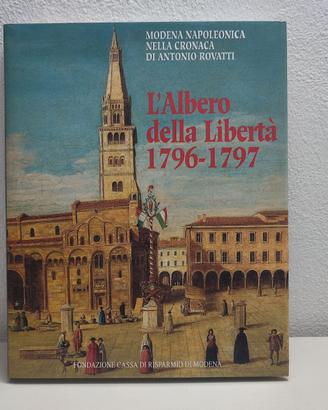 MODENA NAPOLEONICA
NELLA CRONACA
DI ANTONIO ROVATTI
L'Albero
della Libertà
1796-1797
FONDAZIONE CASSA DI RISPARMIO DI MODENA